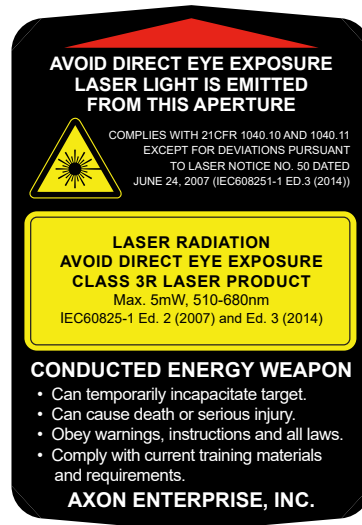 AVOID DIRECT EYE EXPOSURE
LASER LIGHT IS EMITTED
FROM THIS APERTURE
COMPLIES WITH 21CFR 1040.10 AND 1040.11
EXCEPT FOR DEVIATIONS PURSUANT
TO LASER NOTICE NO. 50 DATED
JUNE 24, 2007 (IEC608251-1 ED.3 (2014))
LASER RADIATION
AVOID DIRECT EYE EXPOSURE
CLASS 3R LASER PRODUCT
Max. 5mW, 510-680nm
IEC60825-1 Ed. 2 (2007) and Ed. 3 (2014)
CONDUCTED ENERGY WEAPON
• Can temporarily incapacitate target.
• Can cause death or serious injury.
• Obey warnings, instructions and all laws.
• Comply with current training materials
and requirements.
AXON ENTERPRISE, INC.